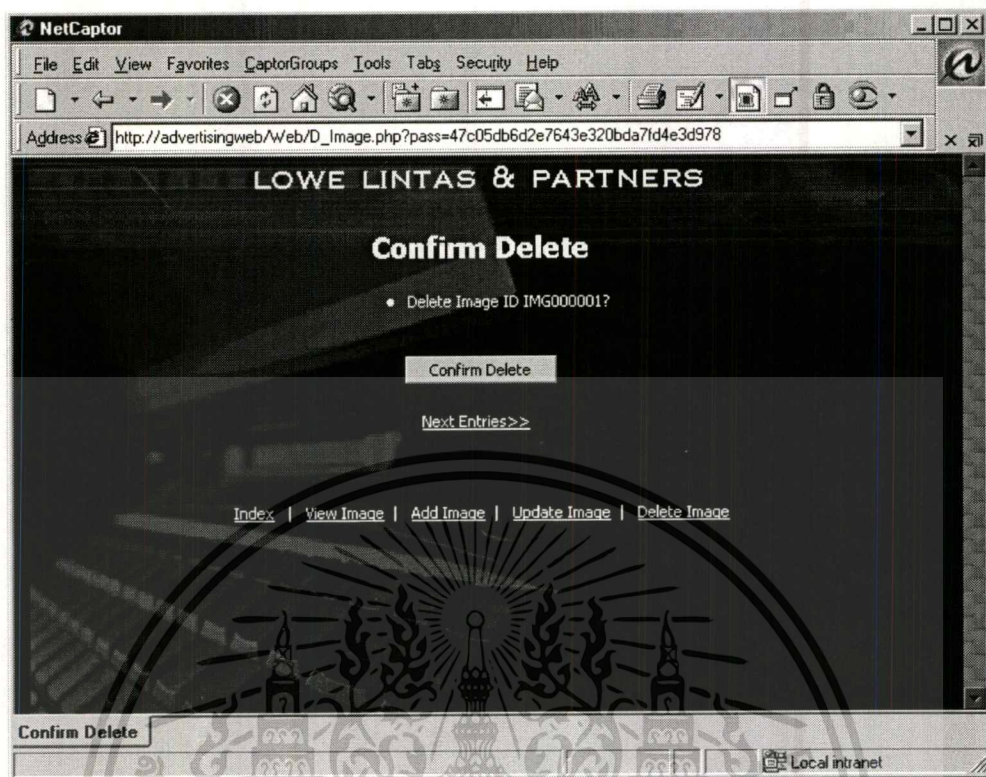 NetCaptor
File Edit View Favorites CaptorGroups Tools Tabs Security Help
Address http://advertisingweb/Web/D_Image.php?pass=47c05db6d2e7643e320bda7fd4e3d978
LOWE LINTAS & PARTNERS
Confirm Delete
• Delete Image ID IMG000001?
Confirm Delete
Next Entries>>
Index | View Image | Add Image | Update Image | Delete Image
Confirm Delete
Local intranet